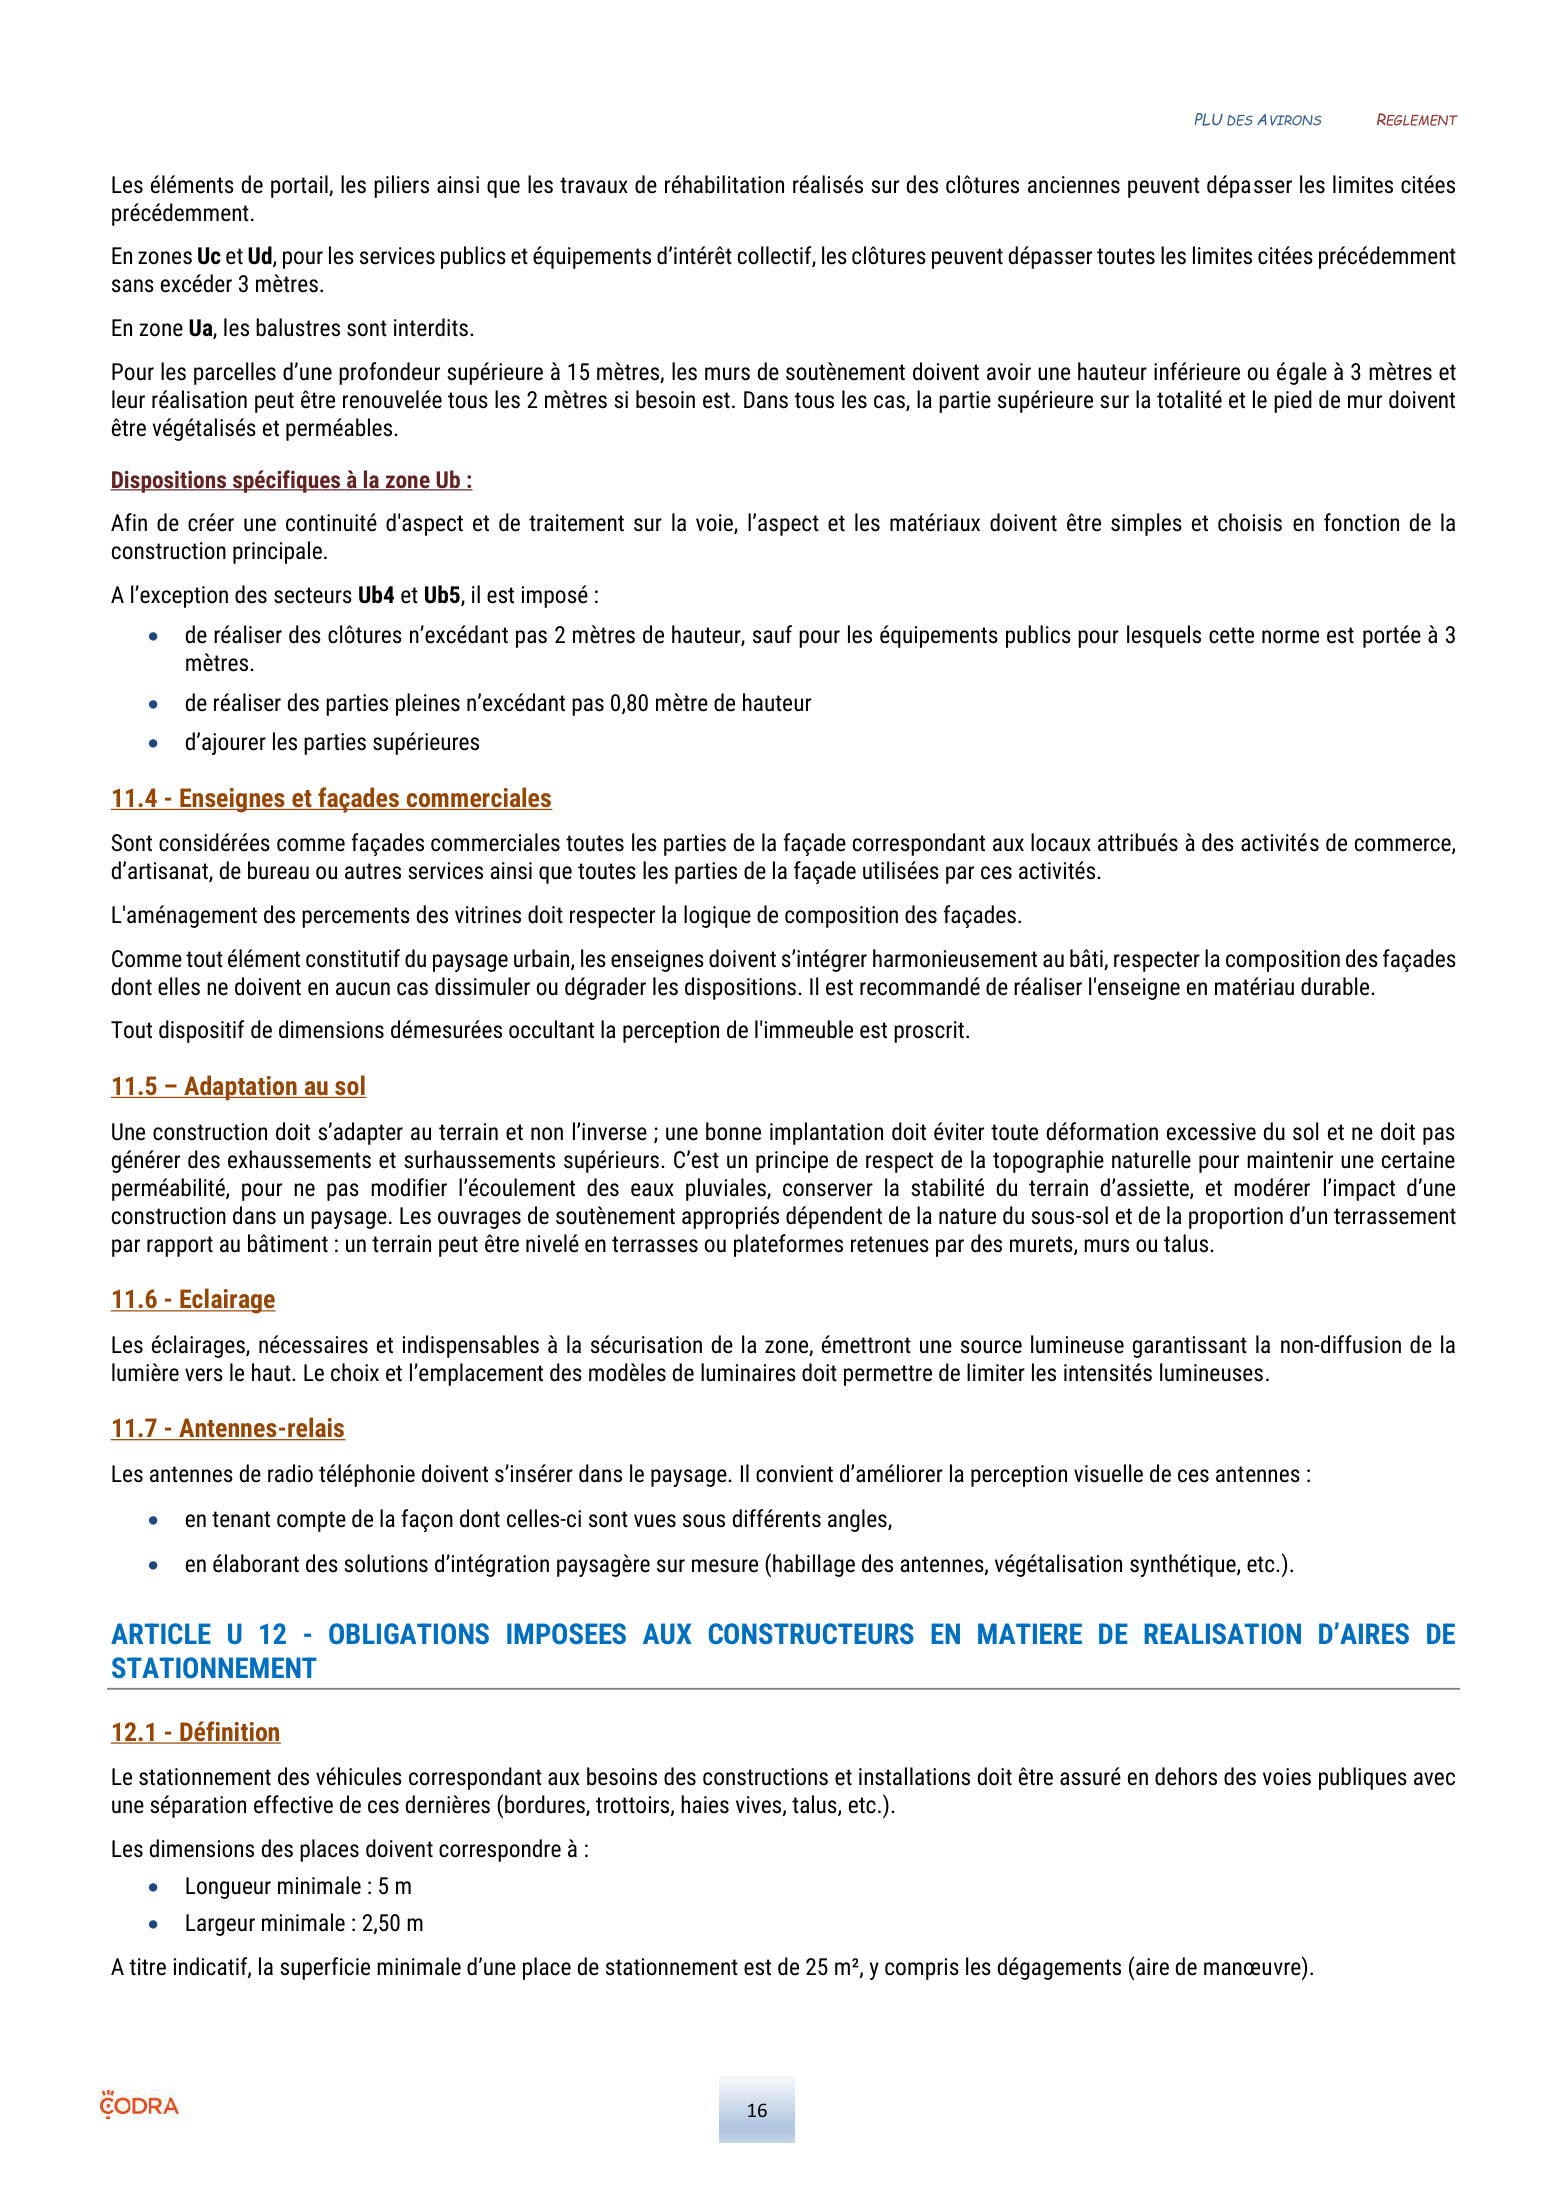 PLU DES AVIRONS REGLEMENT
Les éléments de portail, les piliers ainsi que les travaux de réhabilitation réalisés sur des clôtures anciennes peuvent dépasser les limites citées
précédemment.
En zones Uc et Ud, pour les services publics et équipements d’intérêt collectif, les clôtures peuvent dépasser toutes les limites citées précédemment
sans excéder 3 mètres.
En zone Ua, les balustres sont interdits.
Pour les parcelles d’une profondeur supérieure à 15 mètres, les murs de soutènement doivent avoir une hauteur inférieure ou égale à 3 mètres et
leur réalisation peut être renouvelée tous les 2 mètres si besoin est. Dans tous les cas, la partie supérieure sur la totalité et le pied de mur doivent
être végétalisés et perméables.
Dispositions spécifiques à la zone Ub :
Afin de créer une continuité d'aspect et de traitement sur la voie, l’aspect et les matériaux doivent être simples et choisis en fonction de la
construction principale.
A l’exception des secteurs Ub4 et Ub5, il est imposé :
• de réaliser des clôtures n’excédant pas 2 mètres de hauteur, sauf pour les équipements publics pour lesquels cette norme est portée à 3
mètres.
• de réaliser des parties pleines n’excédant pas 0,80 mètre de hauteur
• d’ajourer les parties supérieures
11.4 - Enseignes et façades commerciales
Sont considérées comme façades commerciales toutes les parties de la façade correspondant aux locaux attribués à des activités de commerce,
d’artisanat, de bureau ou autres services ainsi que toutes les parties de la façade utilisées par ces activités.
L'aménagement des percements des vitrines doit respecter la logique de composition des façades.
Comme tout élément constitutif du paysage urbain, les enseignes doivent s’intégrer harmonieusement au bâti, respecter la composition des façades
dont elles ne doivent en aucun cas dissimuler ou dégrader les dispositions. Il est recommandé de réaliser l'enseigne en matériau durable.
Tout dispositif de dimensions démesurées occultant la perception de l'immeuble est proscrit.
11.5 – Adaptation au sol
Une construction doit s’adapter au terrain et non l’inverse ; une bonne implantation doit éviter toute déformation excessive du sol et ne doit pas
générer des exhaussements et surhaussements supérieurs. C’est un principe de respect de la topographie naturelle pour maintenir une certaine
perméabilité, pour ne pas modifier l’écoulement des eaux pluviales, conserver la stabilité du terrain d’assiette, et modérer l’impact d’une
construction dans un paysage. Les ouvrages de soutènement appropriés dépendent de la nature du sous-sol et de la proportion d’un terrassement
par rapport au bâtiment : un terrain peut être nivelé en terrasses ou plateformes retenues par des murets, murs ou talus.
11.6 - Eclairage
Les éclairages, nécessaires et indispensables à la sécurisation de la zone, émettront une source lumineuse garantissant la non-diffusion de la
lumière vers le haut. Le choix et l’emplacement des modèles de luminaires doit permettre de limiter les intensités lumineuses.
11.7 - Antennes-relais
Les antennes de radio téléphonie doivent s’insérer dans le paysage. Il convient d’améliorer la perception visuelle de ces antennes :
• en tenant compte de la façon dont celles-ci sont vues sous différents angles,
• en élaborant des solutions d’intégration paysagère sur mesure (habillage des antennes, végétalisation synthétique, etc.).
ARTICLE U 12 - OBLIGATIONS IMPOSEES AUX CONSTRUCTEURS EN MATIERE DE REALISATION D’AIRES DE
STATIONNEMENT
12.1 - Définition
Le stationnement des véhicules correspondant aux besoins des constructions et installations doit être assuré en dehors des voies publiques avec
une séparation effective de ces dernières (bordures, trottoirs, haies vives, talus, etc.).
Les dimensions des places doivent correspondre à :
• Longueur minimale : 5 m
• Largeur minimale : 2,50 m
A titre indicatif, la superficie minimale d’une place de stationnement est de 25 m², y compris les dégagements (aire de manœuvre).
CODRA
16